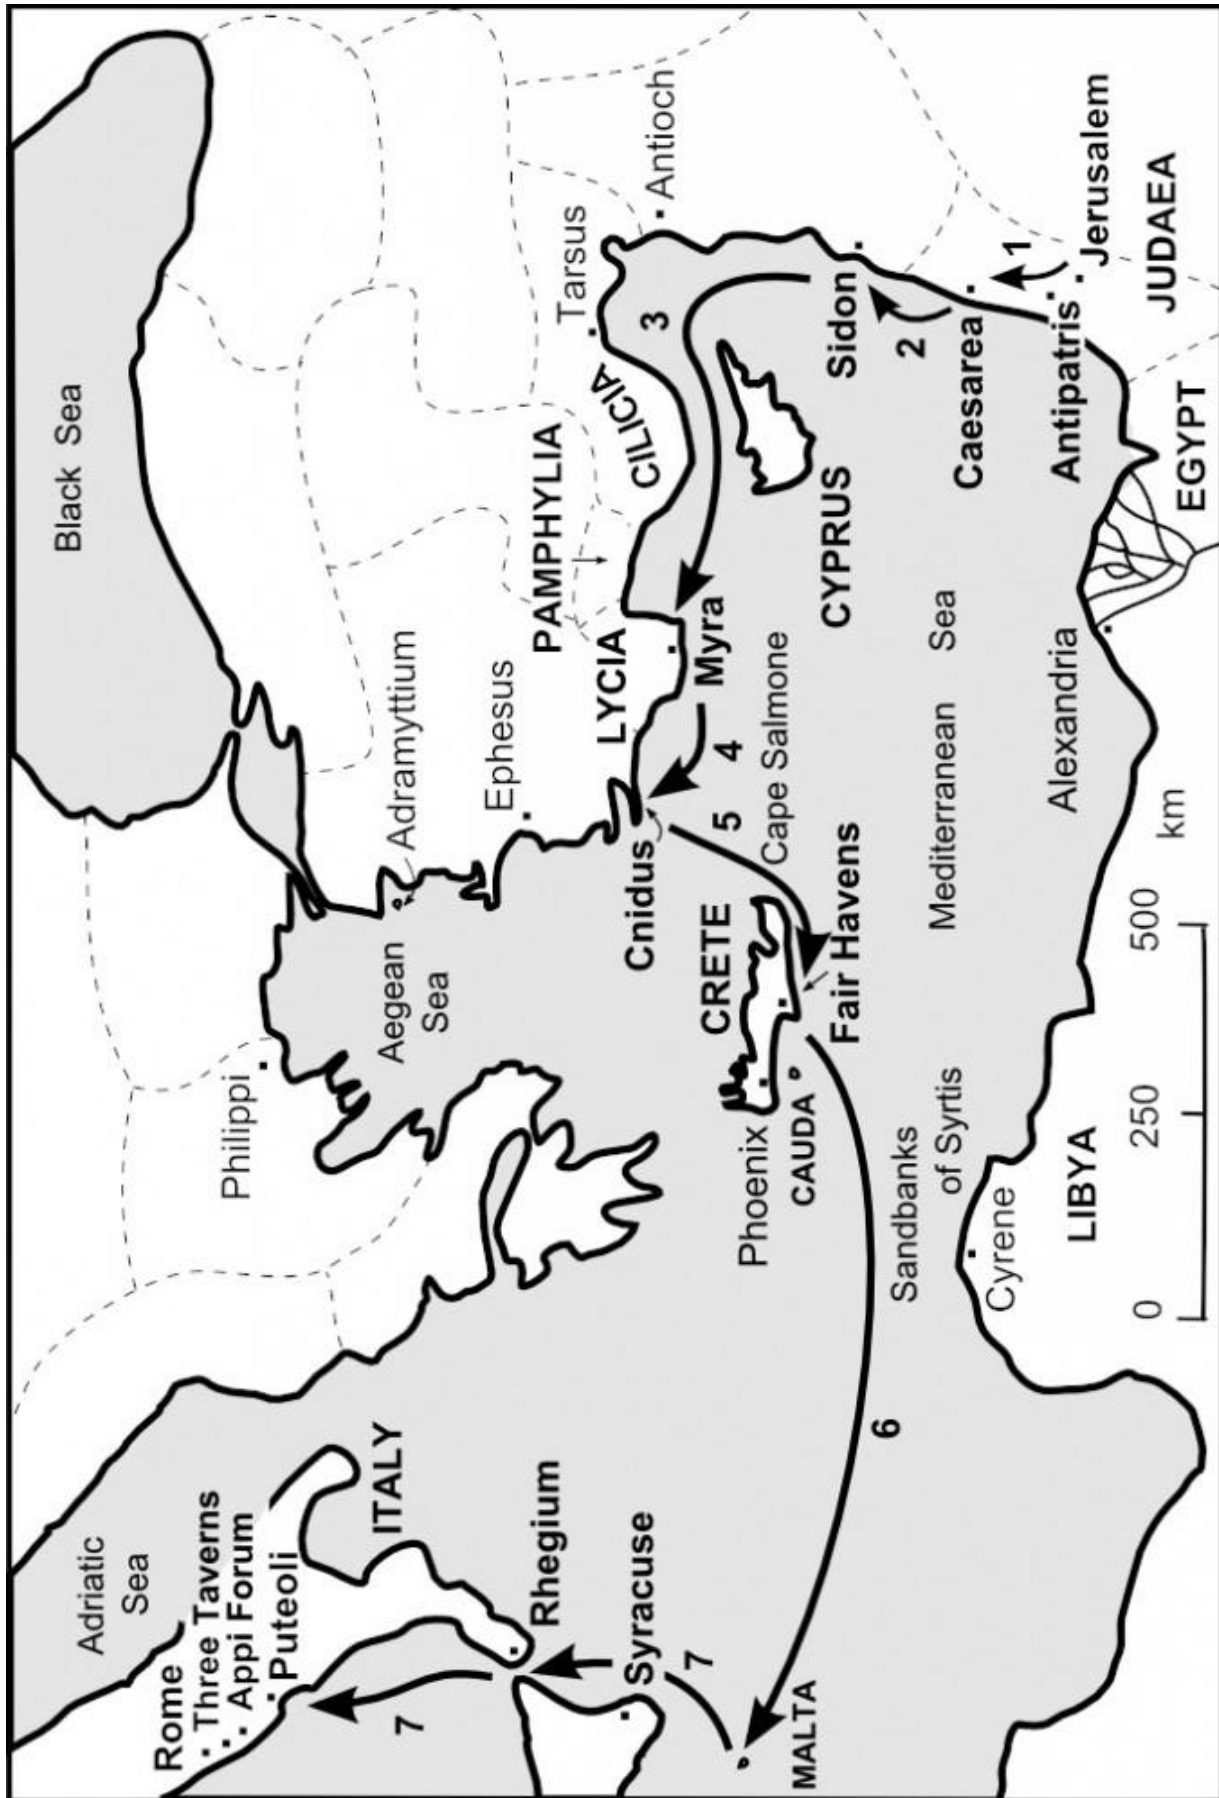 Black Sea
Adriatic
Sea
Rome
Three Taverns
Appi Forum
Puteoli
ITALY
Philippi
Aegean
Sea
Adramyttium
Ephesus
PAMPHYLIA
LYCIA
CILICIA
Tarsus
Antioch
Rhegium
Syracuse
7
7
MALTA
6
Cnidus
CRETE
Phoenix
CAUDA
Fair Havens
5
Cape Salmone
4
Myra
3
CYPRUS
Sidon
2
Caesarea
Antipatris
1
Jerusalem
JUDAEA
EGYPT
Mediterranean Sea
Alexandria
Sandbanks
of Syrtis
Cyrene
LIBYA
0 250 500 km